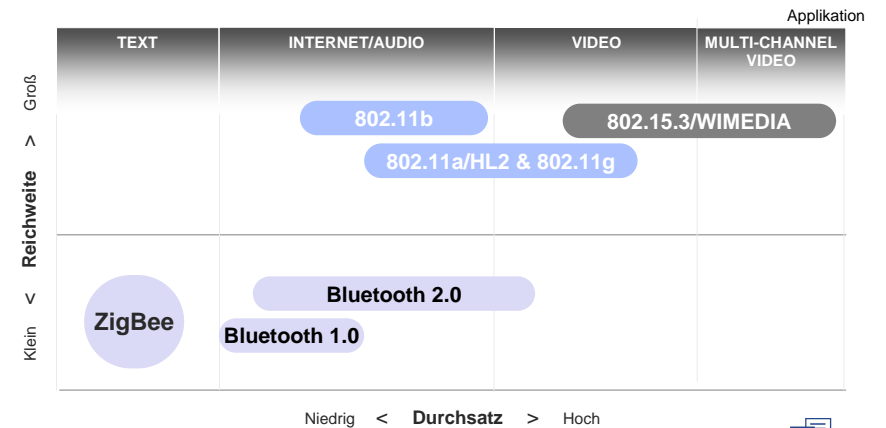 Applikation
TEXT
INTERNET/AUDIO
VIDEO
MULTI-CHANNEL
VIDEO
Klein < Reichweite > Groß
802.11b
802.15.3/WIMEDIA
802.11a/HL2 & 802.11g
Bluetooth 2.0
ZigBee
Bluetooth 1.0
Niedrig < Durchsatz > Hoch